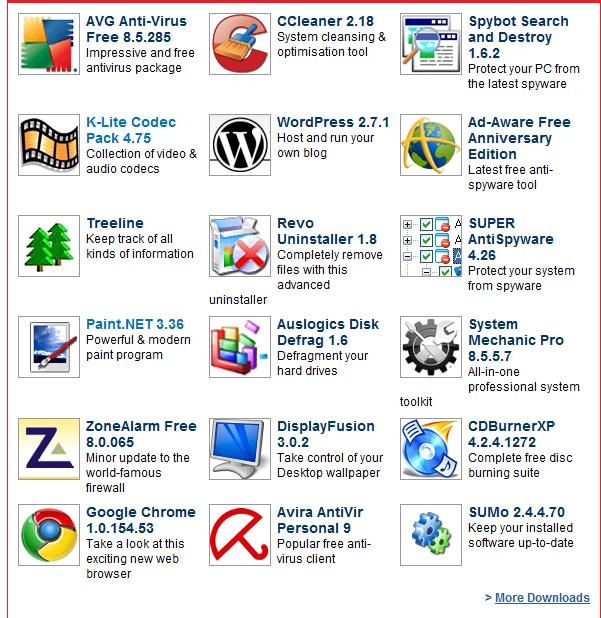 AVG Anti-Virus
Free 8.5.285
Impressive and free
antivirus package
CCleaner 2.18
System cleansing &
optimisation tool
Spybot Search
and Destroy
1.6.2
Protect your PC from
the latest spyware
K-Lite Codec
Pack 4.75
Collection of video &
audio codecs
WordPress 2.7.1
Host and run your
own blog
Ad-Aware Free
Anniversary
Edition
Latest free anti-
spyware tool
Treeline
Keep track of all
kinds of information
Revo
Uninstaller 1.8
Completely remove
files with this
advanced
uninstaller
SUPER
AntiSpyware
4.26
Protect your system
from spyware
Paint.NET 3.36
Powerful & modern
paint program
Auslogics Disk
Defrag 1.6
Defragment your
hard drives
System
Mechanic Pro
8.5.5.7
All-in-one
professional system
toolkit
ZoneAlarm Free
8.0.065
Minor update to the
world-famous
firewall
DisplayFusion
3.0.2
Take control of your
Desktop wallpaper
CDBurnerXP
4.2.4.1272
Complete free disc
burning suite
Google Chrome
1.0.154.53
Take a look at this
exciting new web
browser
Avira AntiVir
Personal 9
Popular free anti-
virus client
SUMo 2.4.4.70
Keep your installed
software up-to-date
> More Downloads